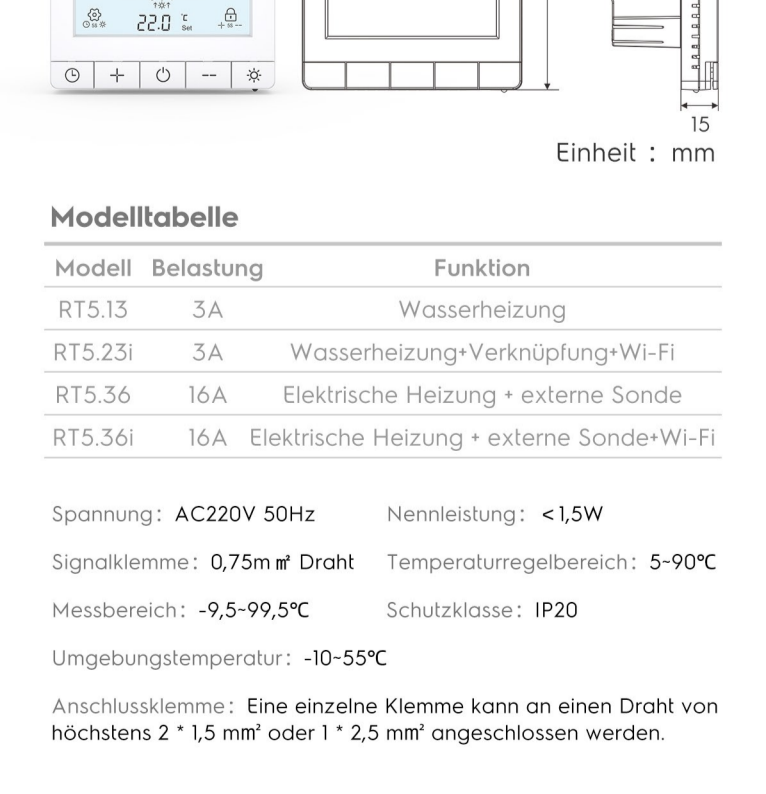 22.0 ℃
Set
15
Einheit : mm
Modelltabelle
Modell Belastung Funktion
RT5.13 3A Wasserheizung
RT5.23i 3A Wasserheizung+Verknüpfung+Wi-Fi
RT5.36 16A Elektrische Heizung + externe Sonde
RT5.36i 16A Elektrische Heizung + externe Sonde+Wi-Fi
Spannung: AC220V 50Hz Nennleistung: <1,5W
Signalklemme: 0,75m㎡ Draht Temperaturregelbereich: 5~90℃
Messbereich: -9,5~99,5℃ Schutzklasse: IP20
Umgebungstemperatur: -10~55℃
Anschlussklemme: Eine einzelne Klemme kann an einen Draht von
höchstens 2 * 1,5 mm² oder 1 * 2,5 mm² angeschlossen werden.